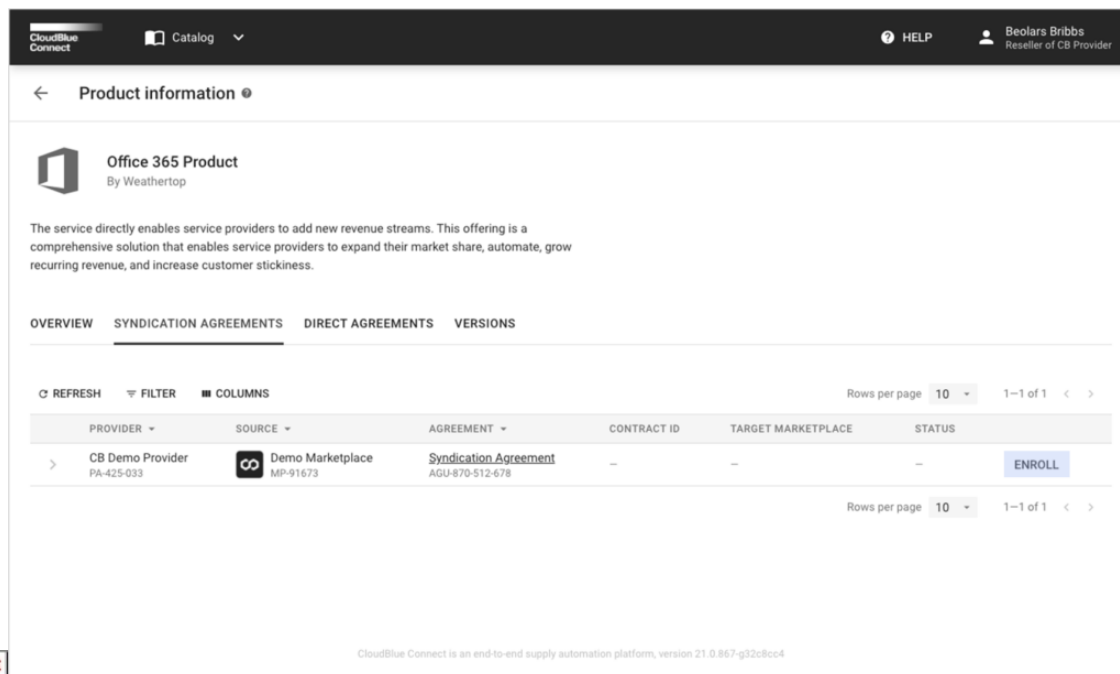 CloudBlue
Connect
Catalog
HELP
Beolars Bribbs
Reseller of CB Provider
Product information
Office 365 Product
By Weathertop
The service directly enables service providers to add new revenue streams. This offering is a
comprehensive solution that enables service providers to expand their market share, automate, grow
recurring revenue, and increase customer stickiness.
OVERVIEW SYNDICATION AGREEMENTS DIRECT AGREEMENTS VERSIONS
REFRESH FILTER COLUMNS Rows per page 10 1–1 of 1
PROVIDER SOURCE AGREEMENT CONTRACT ID TARGET MARKETPLACE STATUS
CB Demo Provider Demo Marketplace Syndication Agreement – – – ENROLL
PA-425-033 MP-91673 AGU-870-512-678
Rows per page 10 1–1 of 1
CloudBlue Connect is an end-to-end supply automation platform, version 21.0.867-g32c8cc4